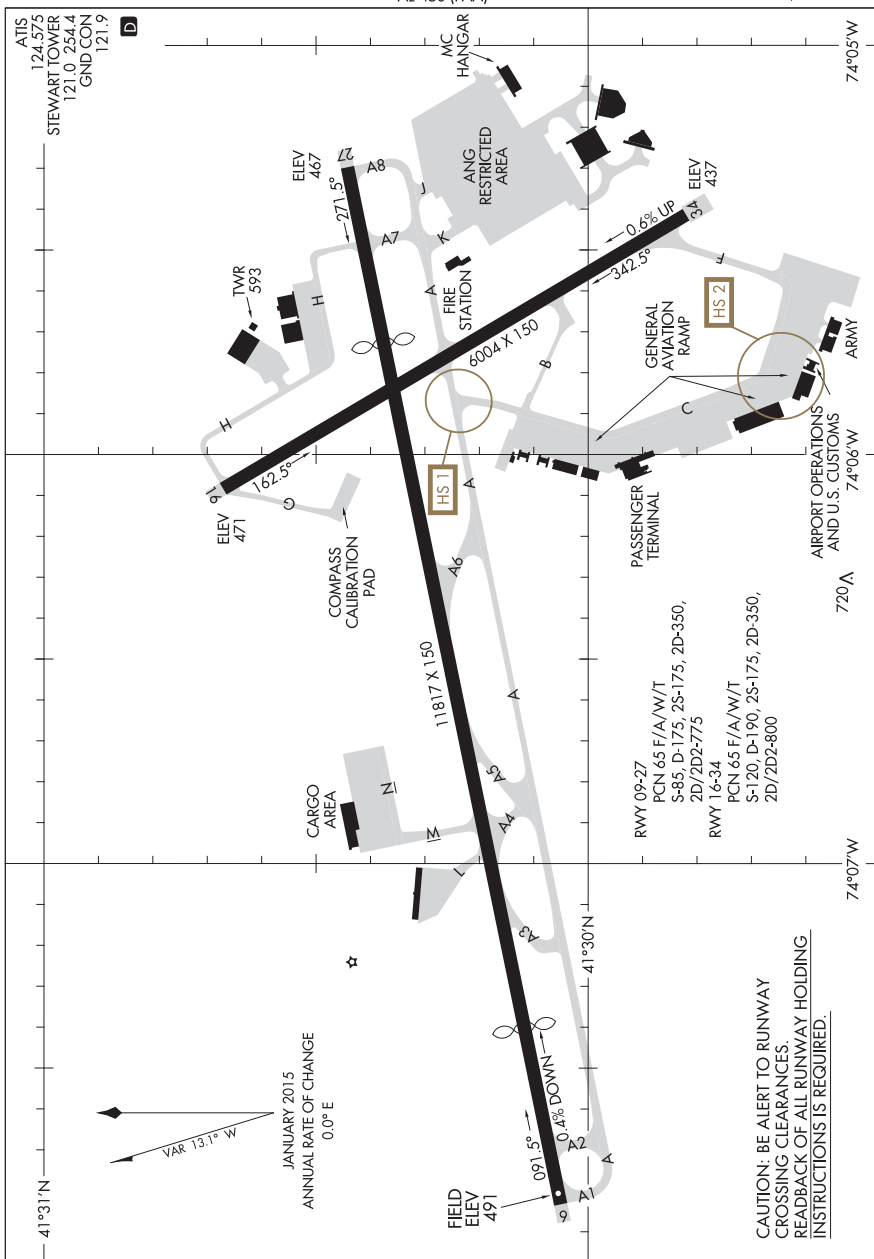 ATIS
124.575
STEWART TOWER
121.0 254.4
GND CON
121.9
D
41°31'N
VAR 13.1° W
JANUARY 2015
ANNUAL RATE OF CHANGE
0.0° E
CARGO
AREA
N
W
L
COMPASS
CALIBRATION
PAD
ELEV
471
16
162.5°
G
H
H
TWR
593
ELEV
467
27
271.5°
A8
A7
J
K
A
FIRE
STATION
ANG
RESTRICTED
AREA
MC
HANGAR
6004 X 150
11817 X 150
HS 1
A
A6
A
A5
A4
A3
FIELD
ELEV
491
9
091.5°
0.4% DOWN
A1
A2
A
41°30'N
B
342.5°
0.6% UP
34
ELEV
437
F
HS 2
GENERAL
AVIATION
RAMP
C
PASSENGER
TERMINAL
ARMY
AIRPORT OPERATIONS
AND U.S. CUSTOMS
720
RWY 09-27
PCN 65 F/A/W/T
S-85, D-175, 2S-175, 2D-350,
2D/2D2-775
RWY 16-34
PCN 65 F/A/W/T
S-120, D-190, 2S-175, 2D-350,
2D/2D2-800
CAUTION: BE ALERT TO RUNWAY
CROSSING CLEARANCES.
READBACK OF ALL RUNWAY HOLDING
INSTRUCTIONS IS REQUIRED.
74°07'W
74°06'W
74°05'W